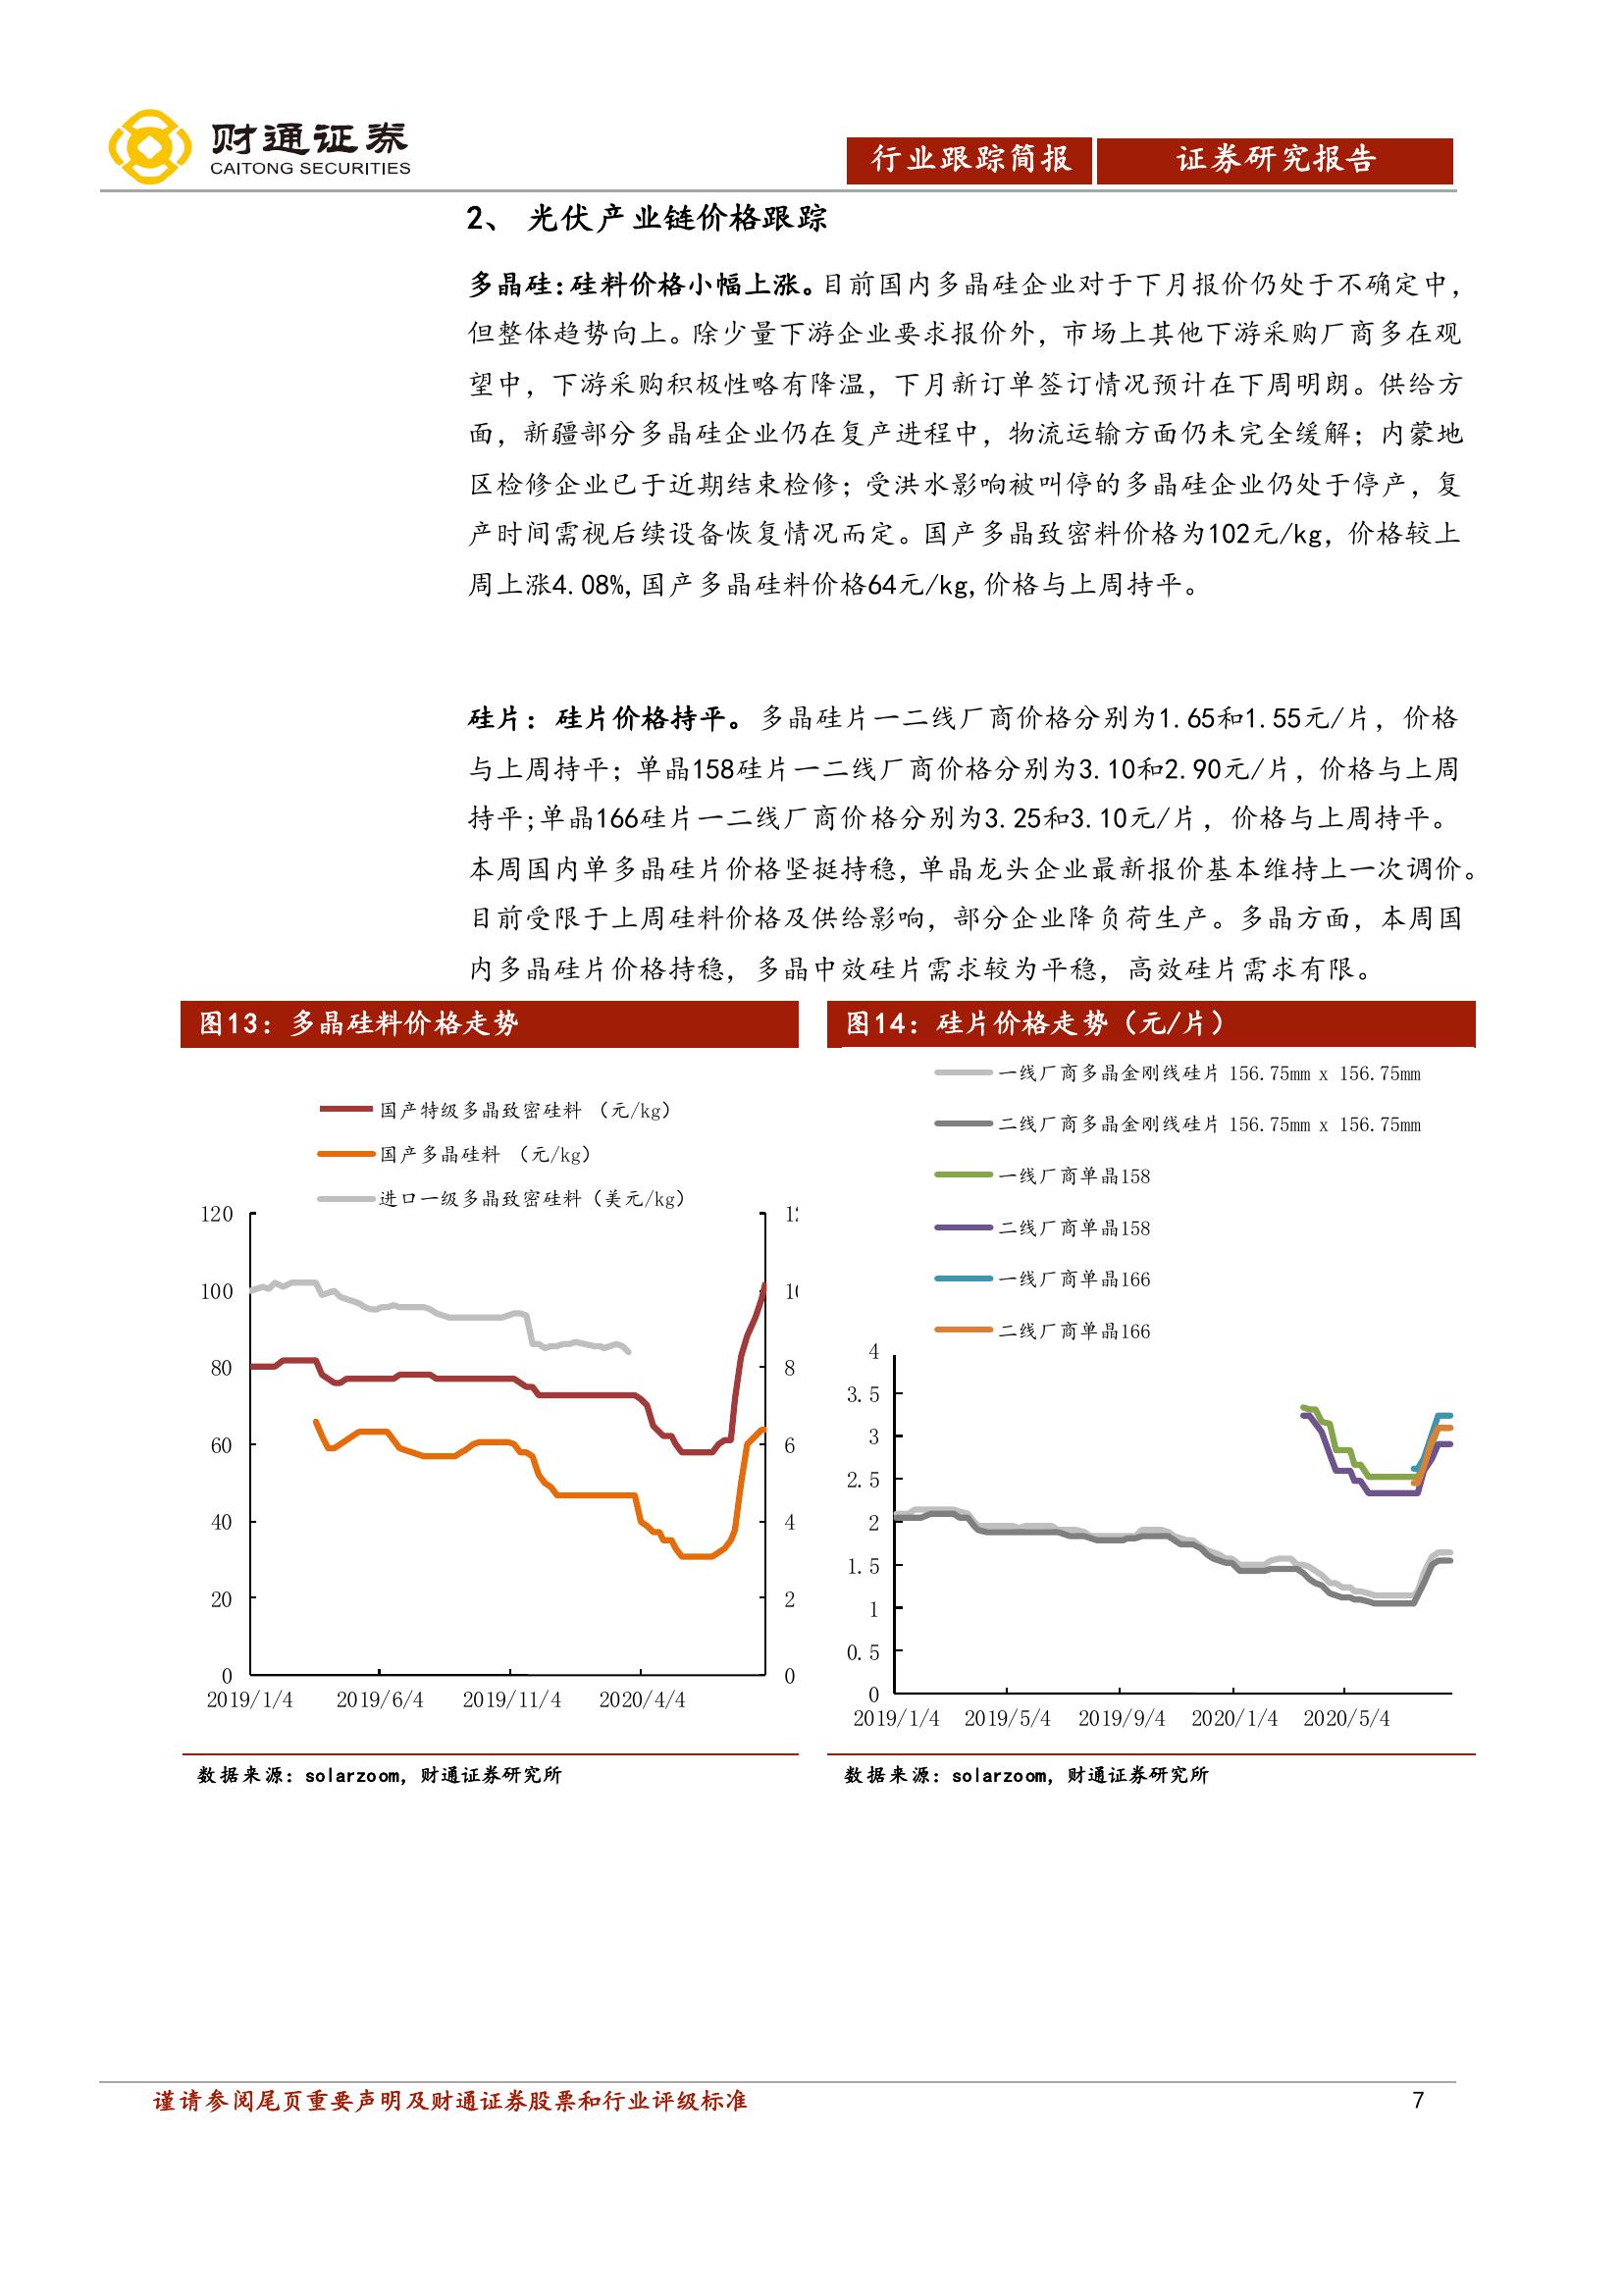 财通证券
CAITONG SECURITIES
行业跟踪简报
证券研究报告
2、 光伏产业链价格跟踪
多晶硅:硅料价格小幅上涨。目前国内多晶硅企业对于下月报价仍处于不确定中,
但整体趋势向上。除少量下游企业要求报价外, 市场上其他下游采购厂商多在观
望中, 下游采购积极性略有降温, 下月新订单签订情况预计在下周明朗。供给方
面, 新疆部分多晶硅企业仍在复产进程中, 物流运输方面仍未完全缓解; 内蒙地
区检修企业已于近期结束检修; 受洪水影响被叫停的多晶硅企业仍处于停产, 复
产时间需视后续设备恢复情况而定。国产多晶致密料价格为102元/kg, 价格较上
周上涨4.08%,国产多晶硅料价格64元/kg,价格与上周持平。
硅片: 硅片价格持平。多晶硅片一二线厂商价格分别为1.65和1.55元/片, 价格
与上周持平; 单晶158硅片一二线厂商价格分别为3.10和2.90元/片, 价格与上周
持平;单晶166硅片一二线厂商价格分别为3.25和3.10元/片, 价格与上周持平。
本周国内单多晶硅片价格坚挺持稳,单晶龙头企业最新报价基本维持上一次调价。
目前受限于上周硅料价格及供给影响, 部分企业降负荷生产。多晶方面, 本周国
内多晶硅片价格持稳, 多晶中效硅片需求较为平稳, 高效硅片需求有限。
图13: 多晶硅料价格走势
国产特级多晶致密硅料 (元/kg)
国产多晶硅料 (元/kg)
进口一级多晶致密硅料 (美元/kg)
120
100
80
60
40
20
0
8
6
4
2
0
2019/1/4 2019/6/4 2019/11/4 2020/4/4
数据来源: solarzoom, 财通证券研究所
图14: 硅片价格走势 (元/片)
一线厂商多晶金刚线硅片 156.75mm x 156.75mm
二线厂商多晶金刚线硅片 156.75mm x 156.75mm
一线厂商单晶158
二线厂商单晶158
一线厂商单晶166
二线厂商单晶166
4
3.5
3
2.5
2
1.5
1
0.5
0
2019/1/4 2019/5/4 2019/9/4 2020/1/4 2020/5/4
数据来源: solarzoom, 财通证券研究所
谨请参阅尾页重要声明及财通证券股票和行业评级标准
7